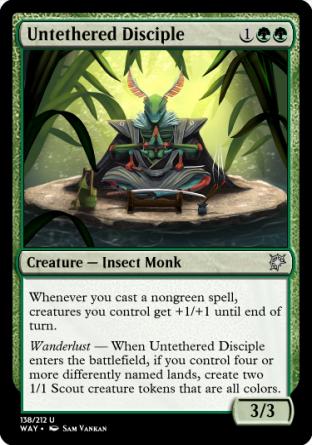 Untethered Disciple 1
Creature — Insect Monk
Whenever you cast a nongreen spell,
creatures you control get +1/+1 until end of
turn.
Wanderlust — When Untethered Disciple
enters the battlefield, if you control four or
more differently named lands, create two
1/1 Scout creature tokens that are all colors.
3/3
138/212 U
WAY • Sam Vankan